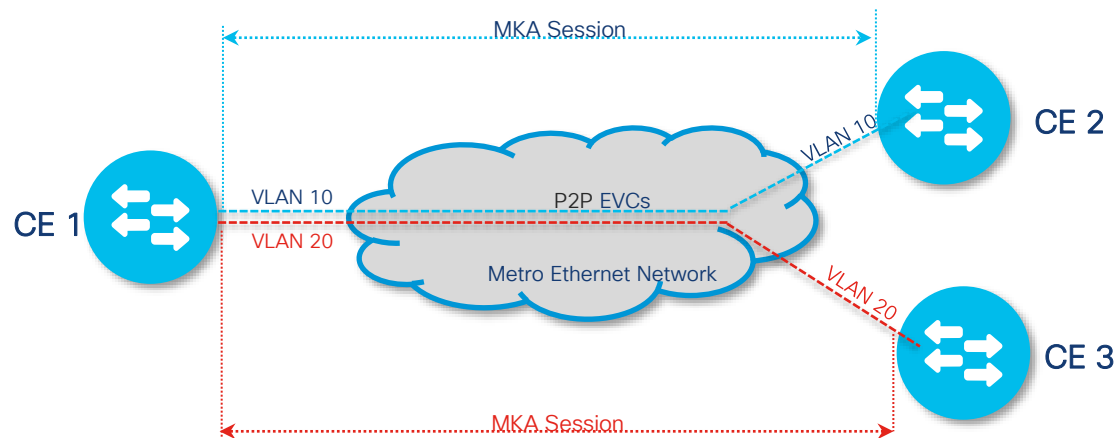 MKA Session
CE 2
VLAN 10
VLAN 10
P2P EVCs
CE 1
VLAN 20
Metro Ethernet Network
VLAN 20
CE 3
MKA Session